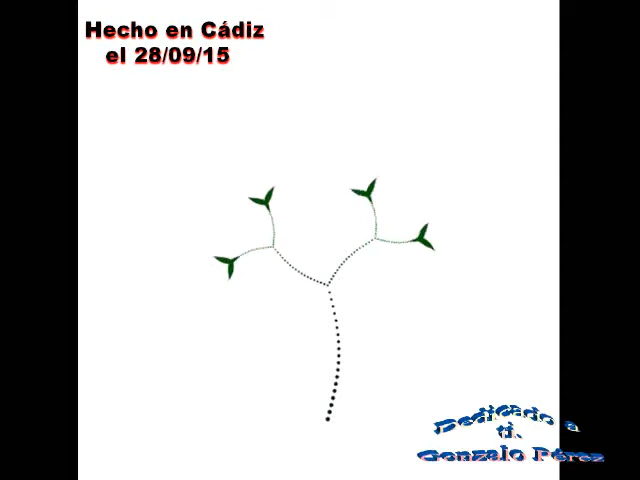 Hecho en Cádiz
el 28/09/15
Dedicado a
ti.
Gonzalo Pérez